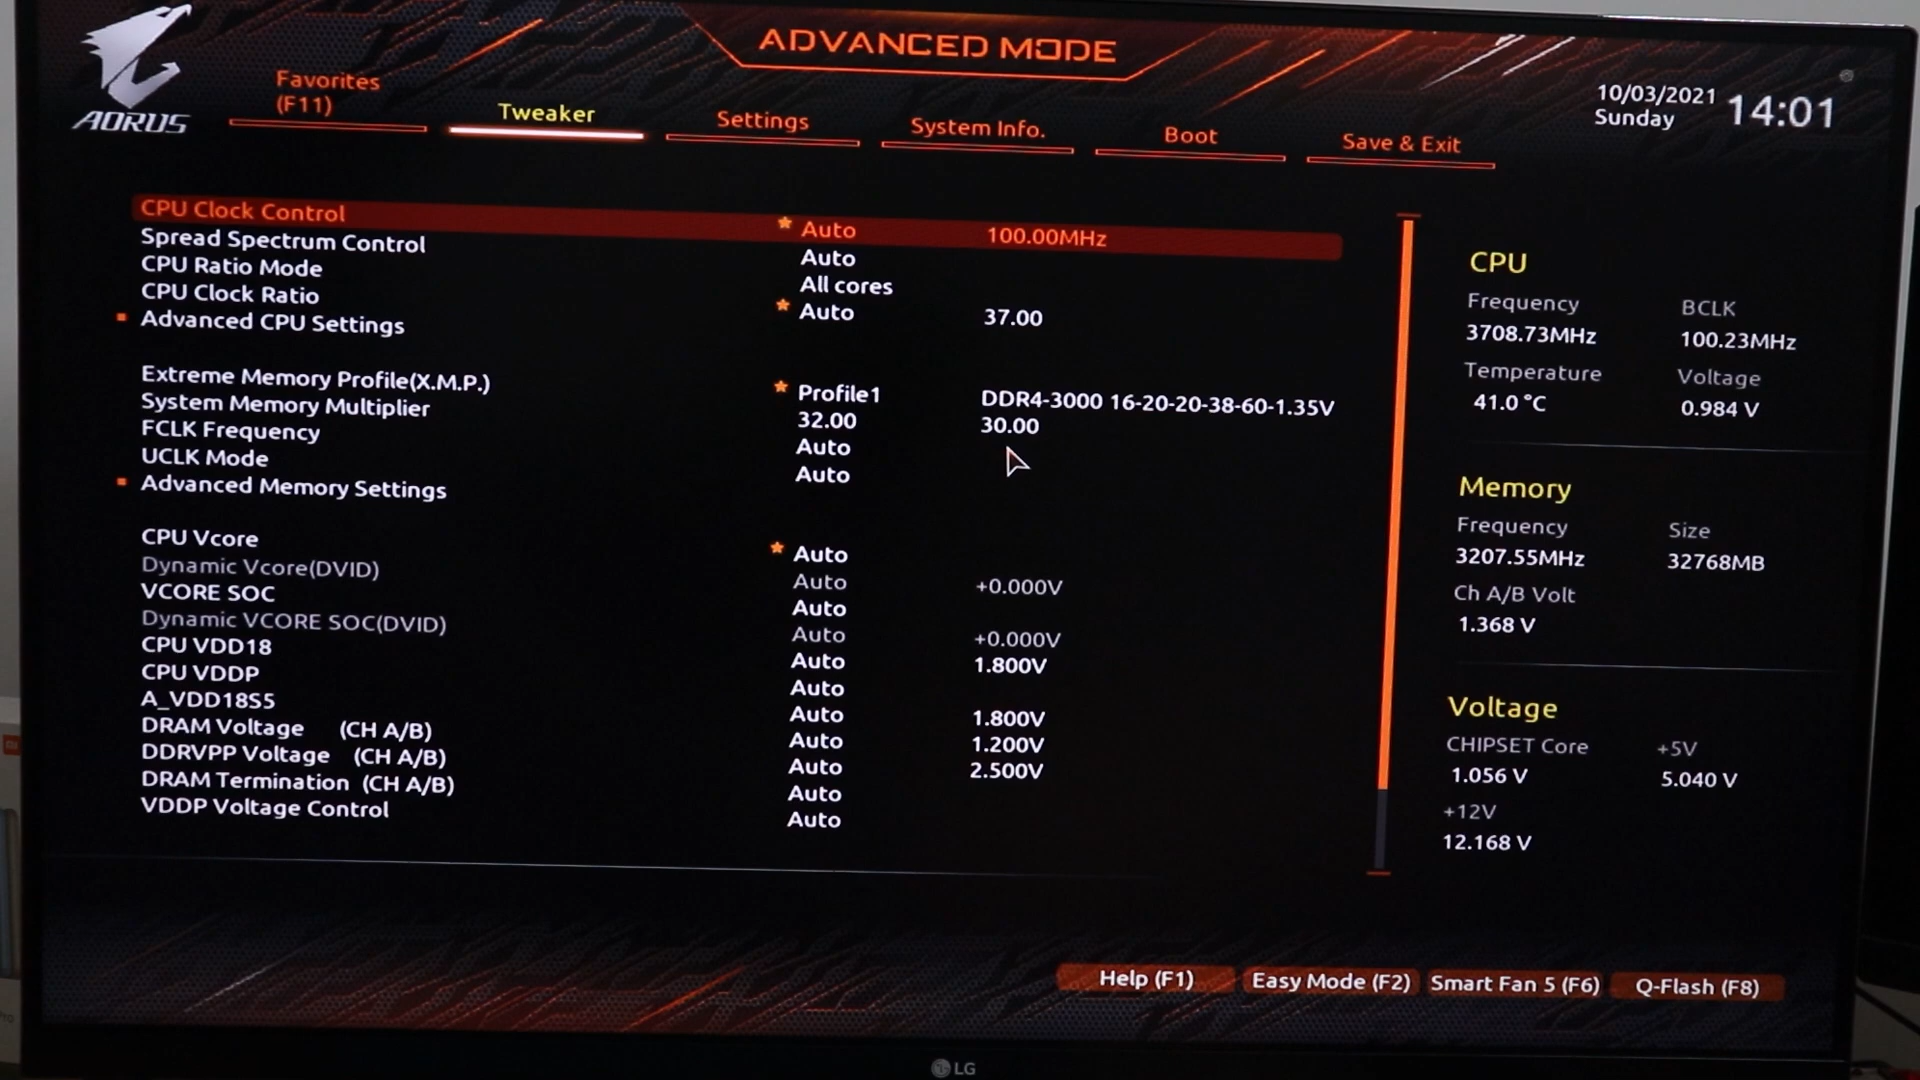 ADVANCED MODE
AORUS
Favorites
(F11)
Tweaker
Settings
System Info.
Boot
Save & Exit
10/03/2021
Sunday
14:01
CPU Clock Control Auto 100.00MHz
Spread Spectrum Control Auto
CPU Ratio Mode All cores
CPU Clock Ratio Auto 37.00
Advanced CPU Settings
Extreme Memory Profile(X.M.P.) Profile1 DDR4-3000 16-20-20-38-60-1.35V
System Memory Multiplier 32.00 30.00
FCLK Frequency Auto
UCLK Mode Auto
Advanced Memory Settings
CPU Vcore Auto
Dynamic Vcore(DVID) Auto +0.000V
VCORE SOC Auto
Dynamic VCORE SOC(DVID) Auto +0.000V
CPU VDD18 Auto 1.800V
CPU VDDP Auto
A_VDD18S5 Auto 1.800V
DRAM Voltage (CH A/B) Auto 1.200V
DDRVPP Voltage (CH A/B) Auto 2.500V
DRAM Termination (CH A/B) Auto
VDDP Voltage Control Auto
CPU
Frequency BCLK
3708.73MHz 100.23MHz
Temperature Voltage
41.0 °C 0.984 V
Memory
Frequency Size
3207.55MHz 32768MB
Ch A/B Volt
1.368 V
Voltage
CHIPSET Core +5V
1.056 V 5.040 V
+12V
12.168 V
Help (F1) Easy Mode (F2) Smart Fan 5 (F6) Q-Flash (F8)
LG